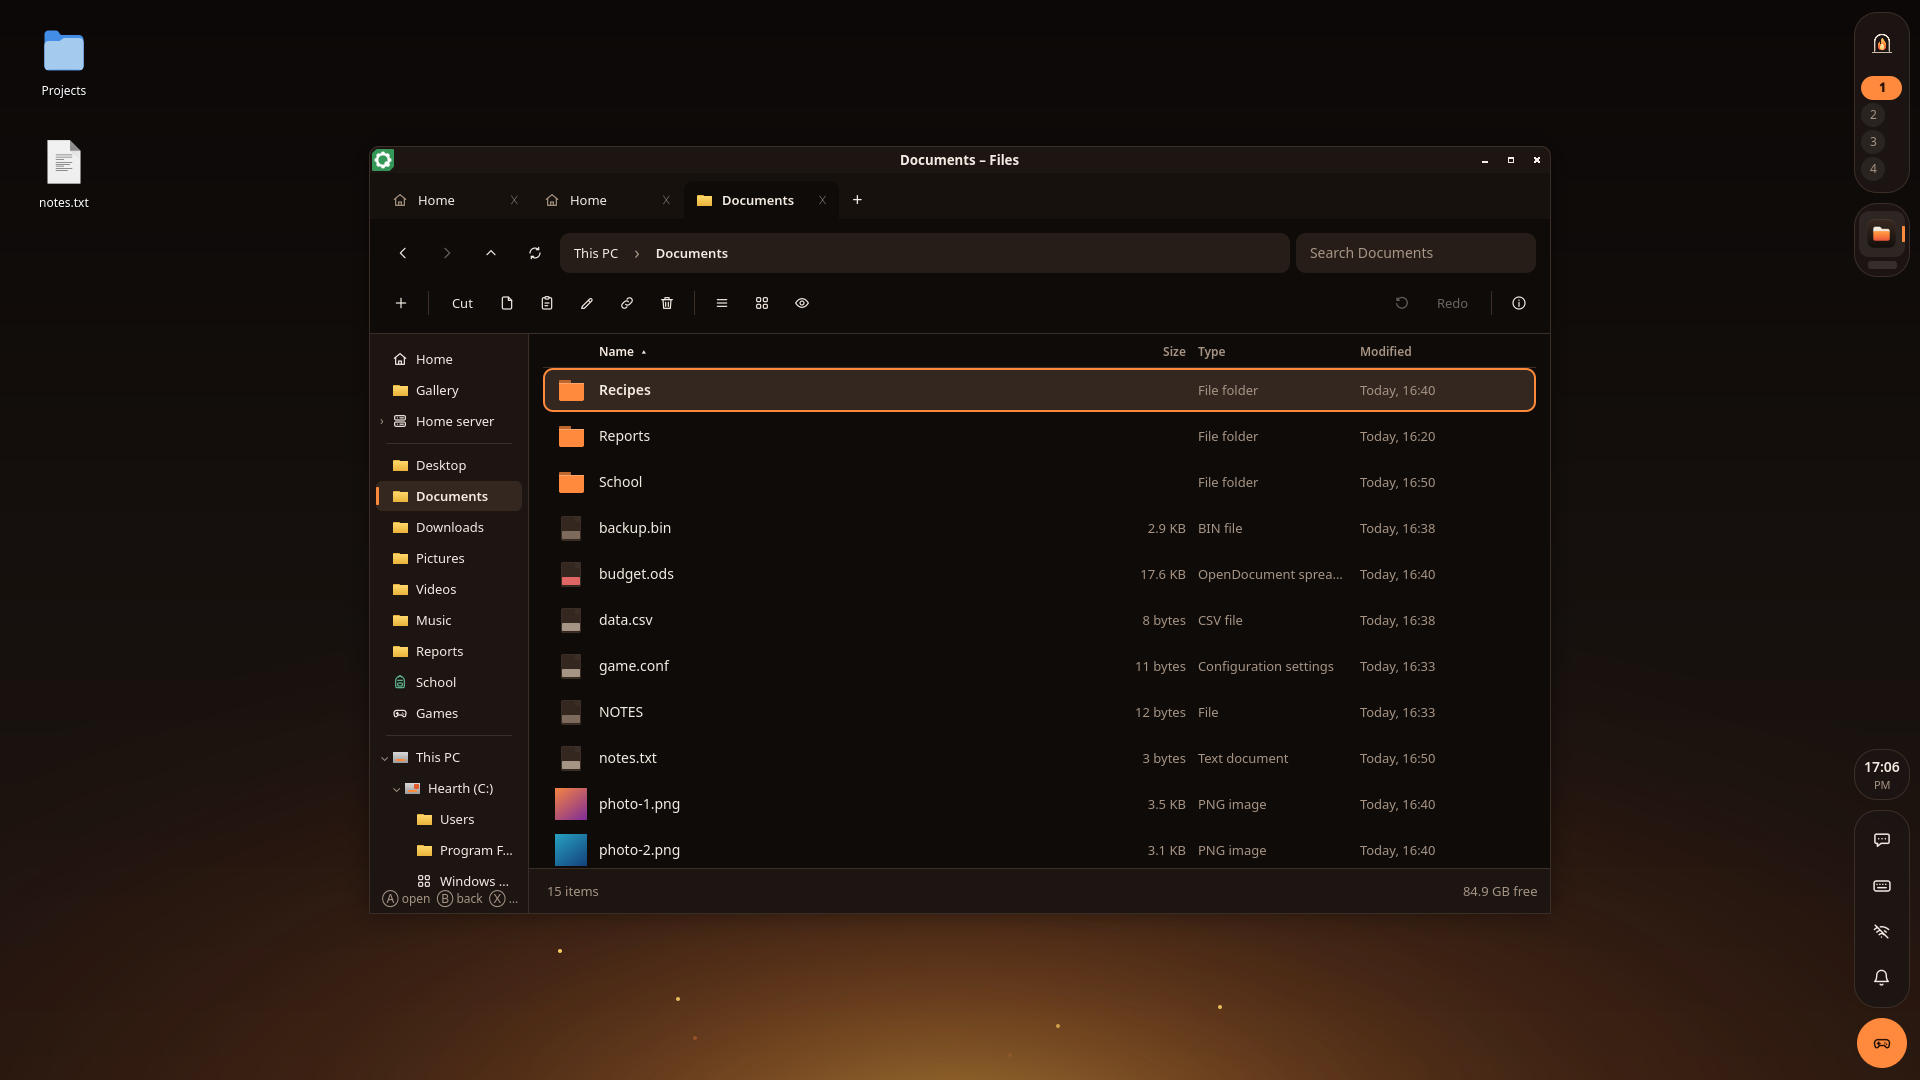 Projects
notes.txt
Documents – Files
Home X Home X Documents X +
This PC › Documents
Search Documents
Cut
Redo
Home
Gallery
Home server
Desktop
Documents
Downloads
Pictures
Videos
Music
Reports
School
Games
This PC
Hearth (C:)
Users
Program F...
Windows ...
A open B back X ...
Name Size Type Modified
Recipes File folder Today, 16:40
Reports File folder Today, 16:20
School File folder Today, 16:50
backup.bin 2.9 KB BIN file Today, 16:38
budget.ods 17.6 KB OpenDocument sprea... Today, 16:40
data.csv 8 bytes CSV file Today, 16:38
game.conf 11 bytes Configuration settings Today, 16:33
NOTES 12 bytes File Today, 16:33
notes.txt 3 bytes Text document Today, 16:50
photo-1.png 3.5 KB PNG image Today, 16:40
photo-2.png 3.1 KB PNG image Today, 16:40
15 items 84.9 GB free
1
2
3
4
17:06
PM